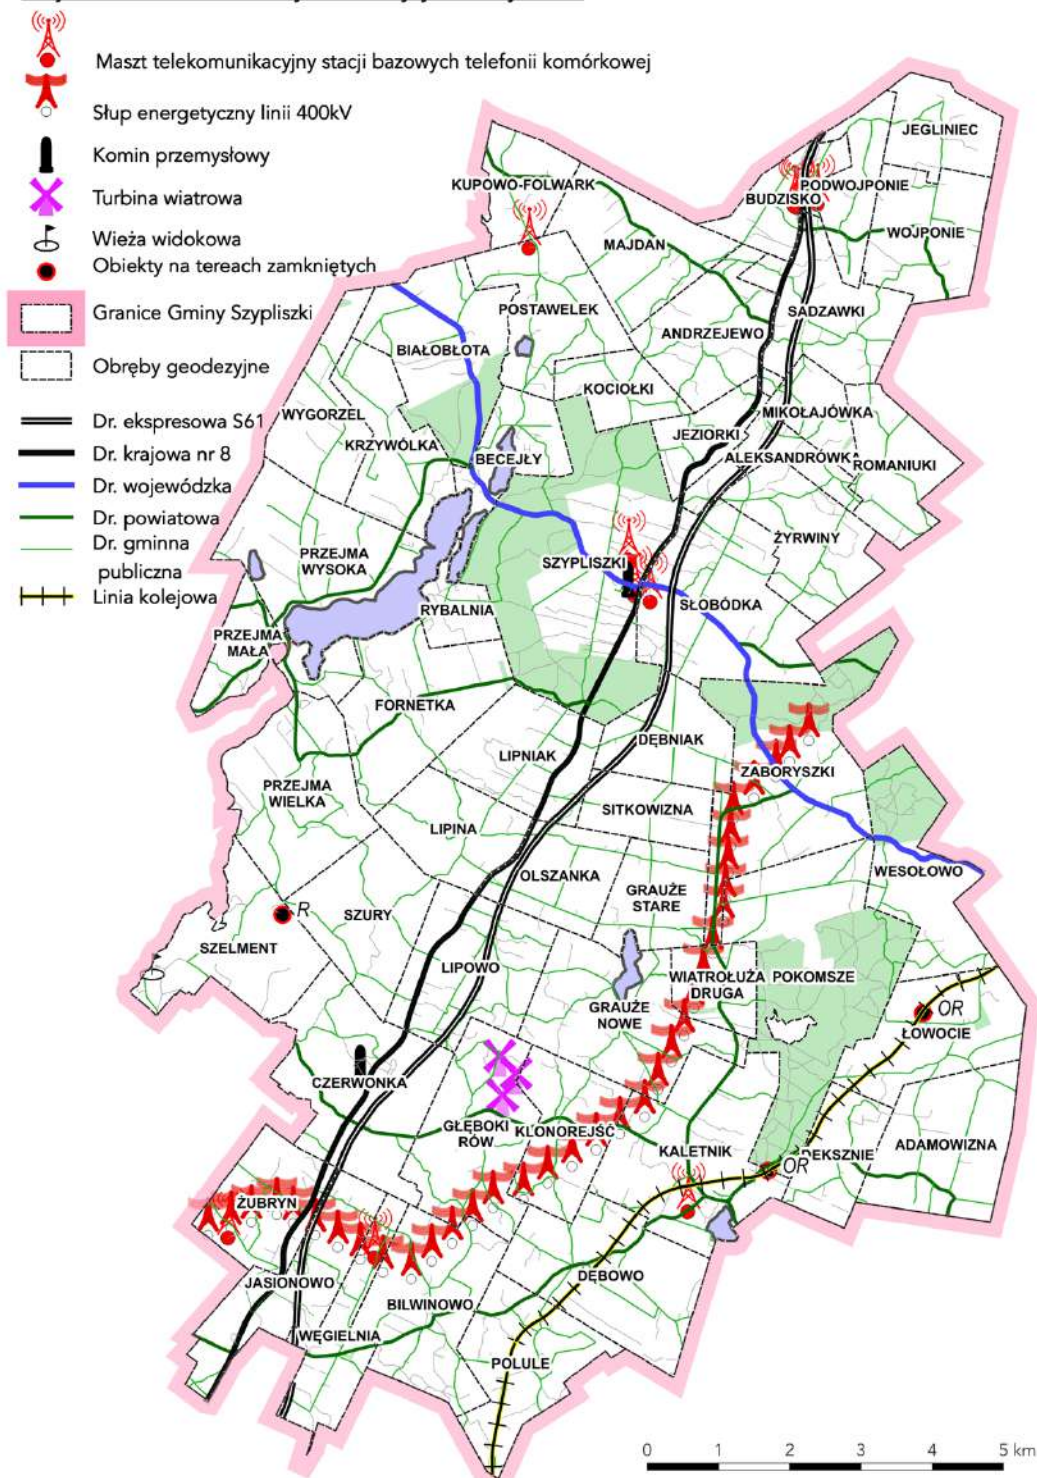 Maszt telekomunikacyjny stacji bazowych telefonii komórkowej
Słup energetyczny linii 400kV
Komin przemysłowy
Turbina wiatrowa
Wieża widokowa
Obiekty na tereach zamkniętych
Granice Gminy Szypliszki
Obręby geodezyjne
Dr. ekspresowa S61
Dr. krajowa nr 8
Dr. wojewódzka
Dr. powiatowa
Dr. gminna
publiczna
Linia kolejowa
JEGLINIEC
KUPOWO-FOLWARK
PODWOJPONIE
BUDZISKO
WOJPONIE
MAJDAN
POSTAWELEK
SADZAWKI
ANDRZEJEWO
BIAŁOBŁOTA
KOCIOŁKI
WYGORZEL
MIKOŁAJÓWKA
KRZYWÓLKA
JEZIORKI
BECEJŁY
ALEKSANDRÓWKA
ROMANIUKI
ŻYRWINY
PRZEJMA
WYSOKA
SZYPLISZKI
RYBALNIA
SŁOBÓDKA
PRZEJMA
MAŁA
FORNETKA
DĘBNIAK
LIPNIAK
ZABORYSZKI
PRZEJMA
WIELKA
SITKOWIZNA
LIPINA
OLSZANKA
WESOŁOWO
GRAUŻE
STARE
R
SZURY
SZELMENT
LIPOWO
WIATROŁUŻA
DRUGA
POKOMSZE
GRAUŻE
NOWE
OR
ŁOWOCIE
CZERWONKA
GŁĘBOKI
RÓW
KLONOREJŚĆ
KALETNIK
ADAMOWIZNA
DEKSZNIE
OR
ŻUBRYN
JASIONOWO
DĘBOWO
BILWINOWO
WĘGIELNIA
POLULE
0 1 2 3 4 5 km